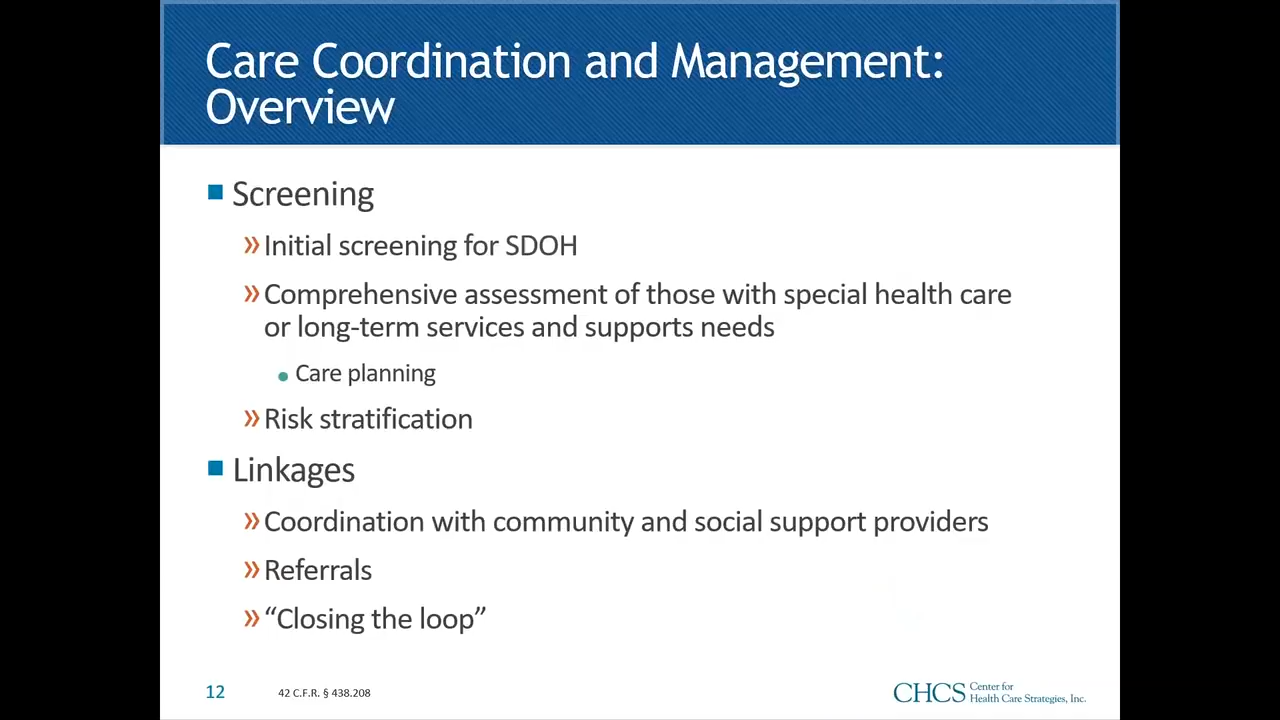 Care Coordination and Management:
Overview
Screening
Initial screening for SDOH
Comprehensive assessment of those with special health care
or long-term services and supports needs
Care planning
Risk stratification
Linkages
Coordination with community and social support providers
Referrals
“Closing the loop”
12
42 C.F.R. § 438.208
CHCS Center for
Health Care Strategies, Inc.